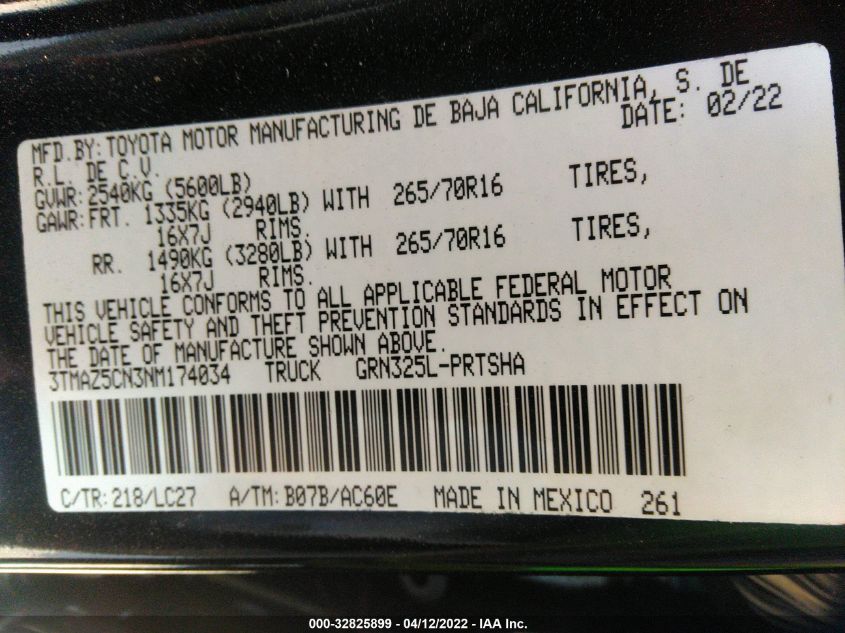 MFD.BY: TOYOTA MOTOR MANUFACTURING DE BAJA CALIFORNIA, S. DE
R.L. DE C.V. DATE: 02/22
GVWR: 2540KG (5600LB)
GAWR: FRT. 1335KG (2940LB) WITH 265/70R16 TIRES,
16X7J RIMS.
RR. 1490KG (3280LB) WITH 265/70R16 TIRES,
16X7J RIMS.
THIS VEHICLE CONFORMS TO ALL APPLICABLE FEDERAL MOTOR
VEHICLE SAFETY AND THEFT PREVENTION STANDARDS IN EFFECT ON
THE DATE OF MANUFACTURE SHOWN ABOVE.
3TMAZ5CN3NM174034 TRUCK GRN325L-PRTSHA
C/TR: 218/LC27 A/TM: B07B/AC60E MADE IN MEXICO 261
000-32825899 - 04/12/2022 - IAA Inc.